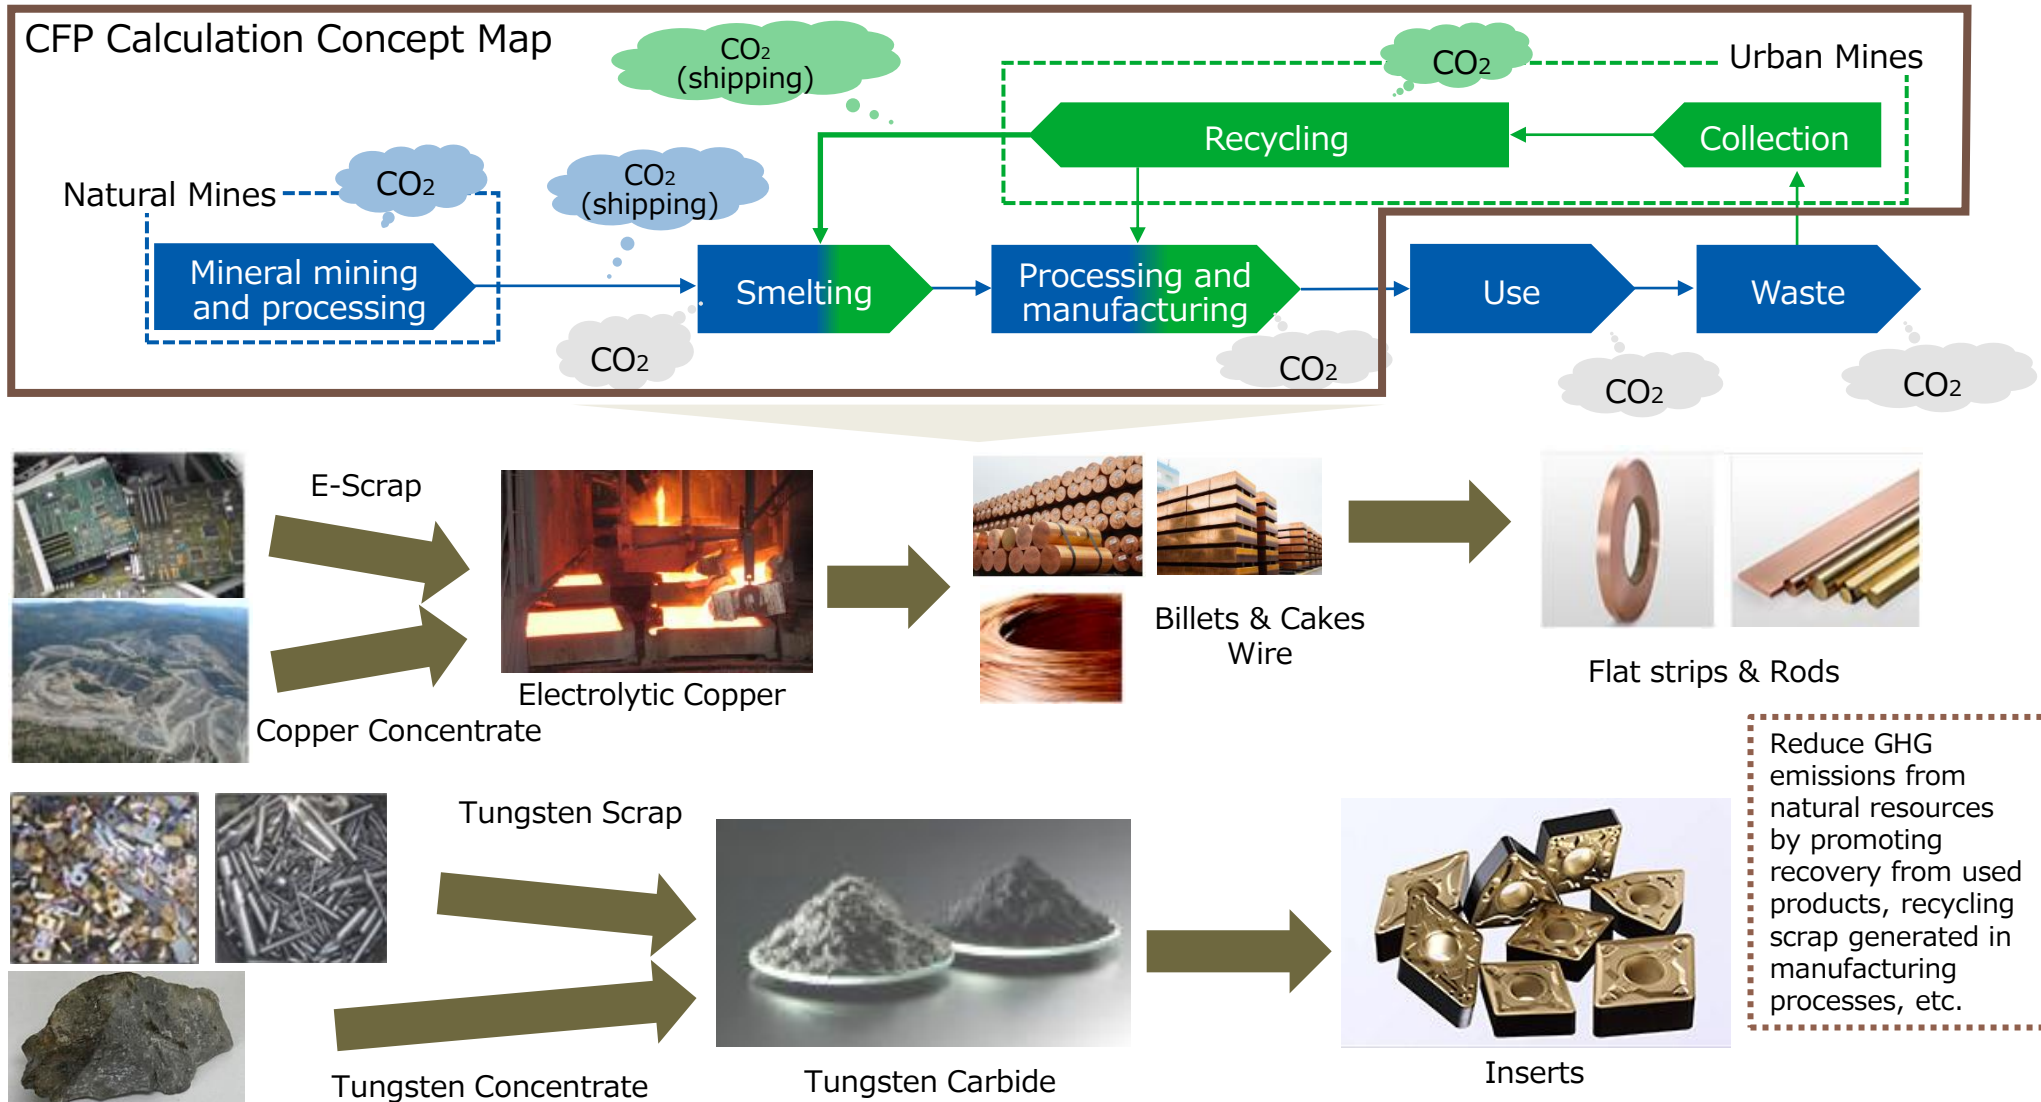 CFP Calculation Concept Map
CO2
(shipping)
CO2
Urban Mines
Recycling
Collection
Natural Mines
CO2
CO2
(shipping)
Mineral mining
and processing
Smelting
Processing and
manufacturing
Use
Waste
CO2
CO2
CO2
CO2
E-Scrap
Copper Concentrate
Electrolytic Copper
Billets & Cakes
Wire
Flat strips & Rods
Tungsten Scrap
Tungsten Concentrate
Tungsten Carbide
Inserts
Reduce GHG
emissions from
natural resources
by promoting
recovery from used
products, recycling
scrap generated in
manufacturing
processes, etc.